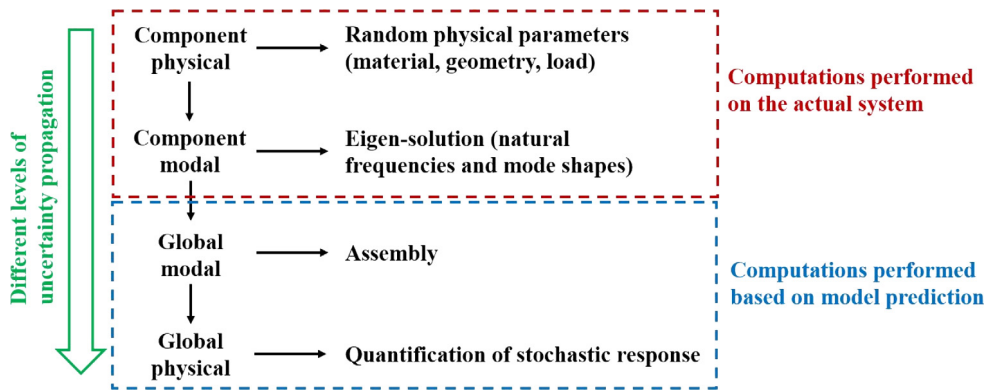 Different levels of
uncertainty propagation
Component
physical
Random physical parameters
(material, geometry, load)
Component
modal
Eigen-solution (natural
frequencies and mode shapes)
Computations performed
on the actual system
Global
modal
Assembly
Global
physical
Quantification of stochastic response
Computations performed
based on model prediction